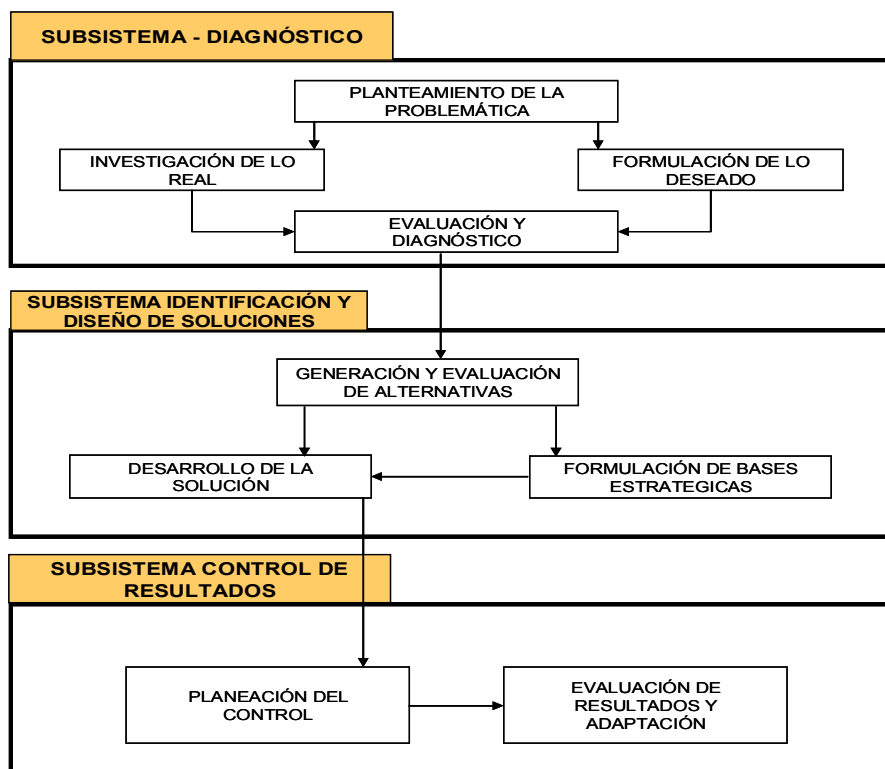 SUBSISTEMA - DIAGNÓSTICO
PLANTEAMIENTO DE LA
PROBLEMÁTICA
INVESTIGACIÓN DE LO
REAL
FORMULACIÓN DE LO
DESEADO
EVALUACIÓN Y
DIAGNÓSTICO
SUBSISTEMA IDENTIFICACIÓN Y
DISEÑO DE SOLUCIONES
GENERACIÓN Y EVALUACIÓN
DE ALTERNATIVAS
DESARROLLO DE LA
SOLUCIÓN
FORMULACIÓN DE BASES
ESTRATEGICAS
SUBSISTEMA CONTROL DE
RESULTADOS
PLANEACIÓN DEL
CONTROL
EVALUACIÓN DE
RESULTADOS Y
ADAPTACIÓN